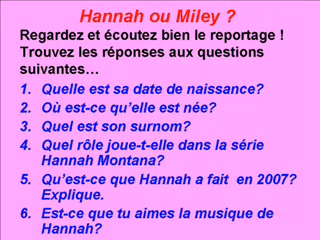 Hannah ou Miley ?
Regardez et écoutez bien le reportage !
Trouvez les réponses aux questions
suivantes…
1. Quelle est sa date de naissance?
2. Où est-ce qu'elle est née?
3. Quel est son surnom?
4. Quel rôle joue-t-elle dans la série
Hannah Montana?
5. Qu'est-ce que Hannah a fait en 2007?
Explique.
6. Est-ce que tu aimes la musique de
Hannah?